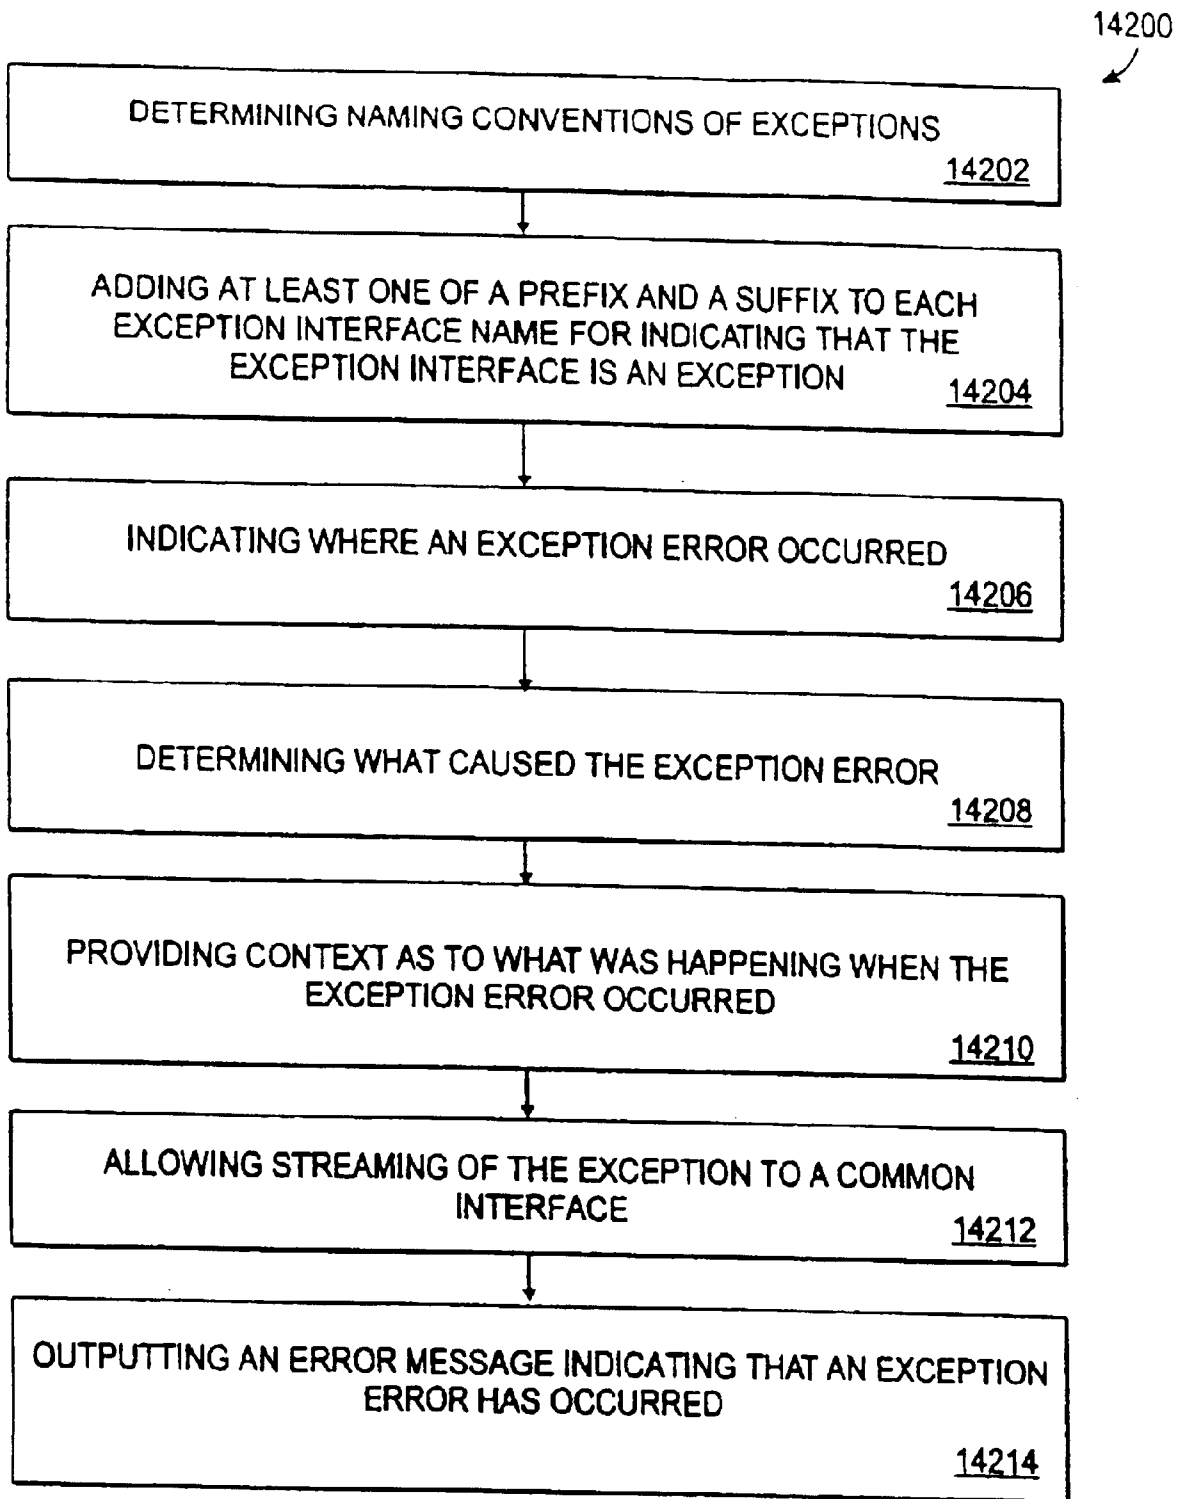 14200
DETERMINING NAMING CONVENTIONS OF EXCEPTIONS
14202
ADDING AT LEAST ONE OF A PREFIX AND A SUFFIX TO EACH
EXCEPTION INTERFACE NAME FOR INDICATING THAT THE
EXCEPTION INTERFACE IS AN EXCEPTION
14204
INDICATING WHERE AN EXCEPTION ERROR OCCURRED
14206
DETERMINING WHAT CAUSED THE EXCEPTION ERROR
14208
PROVIDING CONTEXT AS TO WHAT WAS HAPPENING WHEN THE
EXCEPTION ERROR OCCURRED
14210
ALLOWING STREAMING OF THE EXCEPTION TO A COMMON
INTERFACE
14212
OUTPUTTING AN ERROR MESSAGE INDICATING THAT AN EXCEPTION
ERROR HAS OCCURRED
14214